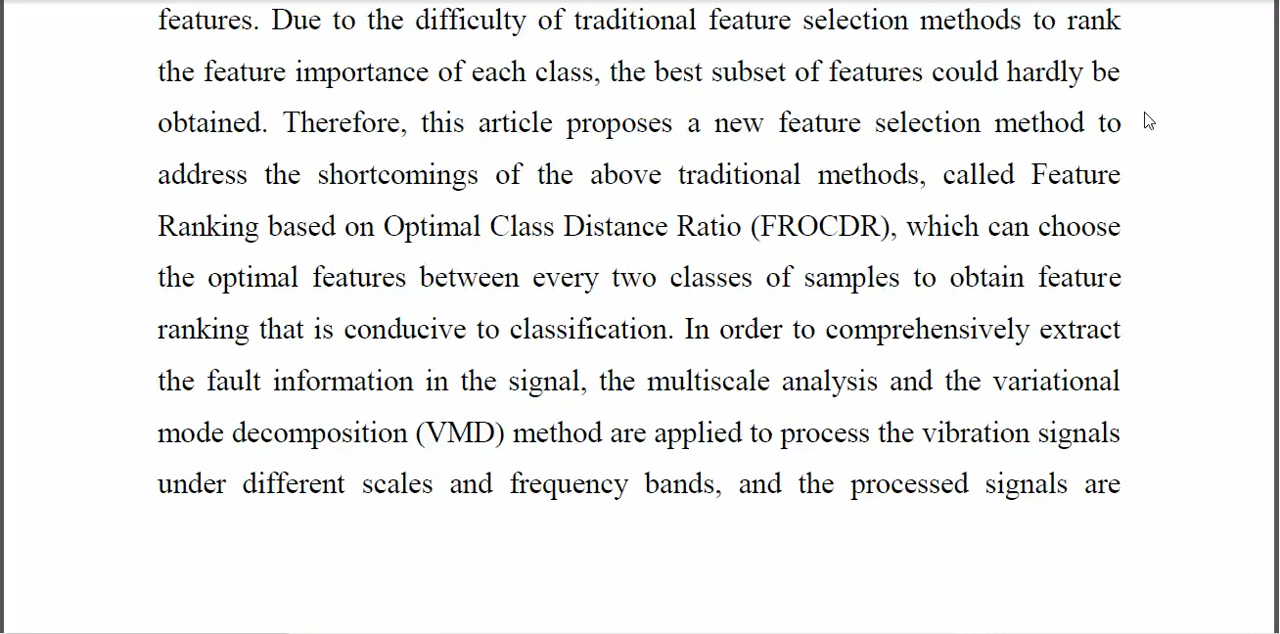 features. Due to the difficulty of traditional feature selection methods to rank
the feature importance of each class, the best subset of features could hardly be
obtained. Therefore, this article proposes a new feature selection method to
address the shortcomings of the above traditional methods, called Feature
Ranking based on Optimal Class Distance Ratio (FROCDR), which can choose
the optimal features between every two classes of samples to obtain feature
ranking that is conducive to classification. In order to comprehensively extract
the fault information in the signal, the multiscale analysis and the variational
mode decomposition (VMD) method are applied to process the vibration signals
under different scales and frequency bands, and the processed signals are